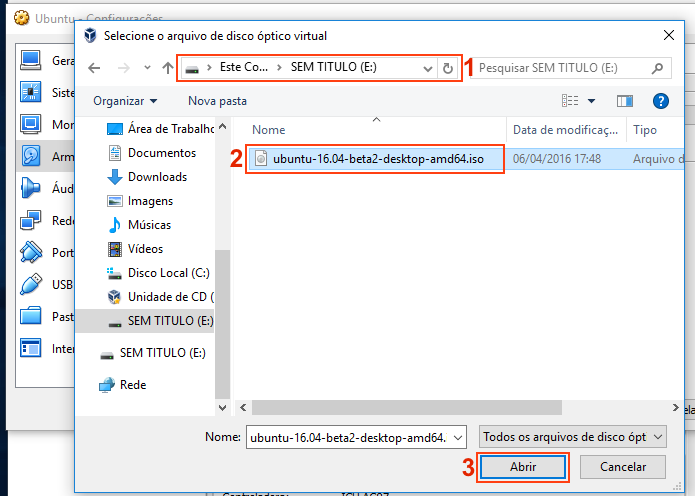 Ubuntu - Configurações
Selecione o arquivo de disco óptico virtual
Este Co... > SEM TITULO (E:)
1
Pesquisar SEM TITULO (E:)
Organizar
Nova pasta
Gera
Siste
Mor
Arm
Áud
Rede
Port
USB
Past
Inter
Área de Trabalho
Documentos
Downloads
Imagens
Músicas
Vídeos
Disco Local (C:)
Unidade de CD (
SEM TITULO (E:)
SEM TITULO (E:)
Rede
Nome
Data de modificaç...
Tipo
2
ubuntu-16.04-beta2-desktop-amd64.iso
06/04/2016 17:48
Arquivo d
Nome:
ubuntu-16.04-beta2-desktop-amd64.
Todos os arquivos de disco ópt
3
Abrir
Cancelar